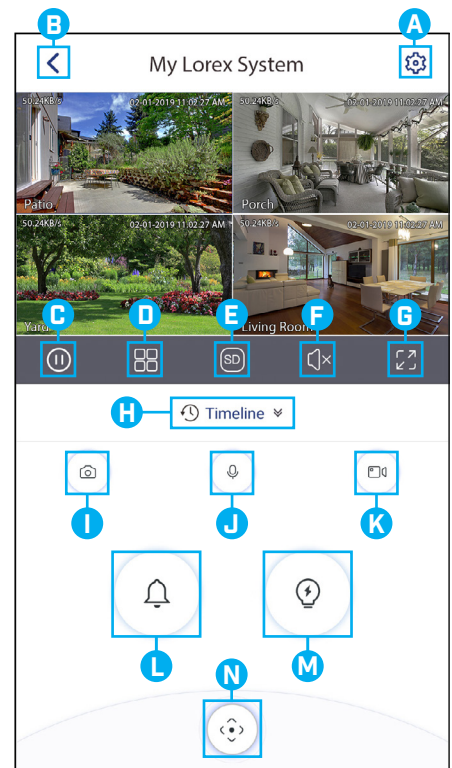 B
A
My Lorex System
50.24KB/s 02-01-2019 11:02:27 AM
50.24KB/s 02-01-2019 11:02:27 AM
Patio
Porch
50.24KB/s 02-01-2019 11:02:27 AM
50.24KB/s 02-01-2019 11:02:27 AM
Yard
Living Room
C
D
E
F
G
SD
H
Timeline
I
J
K
L
M
N